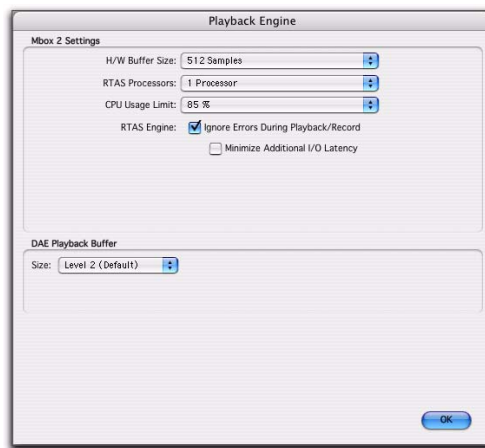 Playback Engine
Mbox 2 Settings
H/W Buffer Size: 512 Samples
RTAS Processors: 1 Processor
CPU Usage Limit: 85 %
RTAS Engine: Ignore Errors During Playback/Record
Minimize Additional I/O Latency
DAE Playback Buffer
Size: Level 2 (Default)
OK